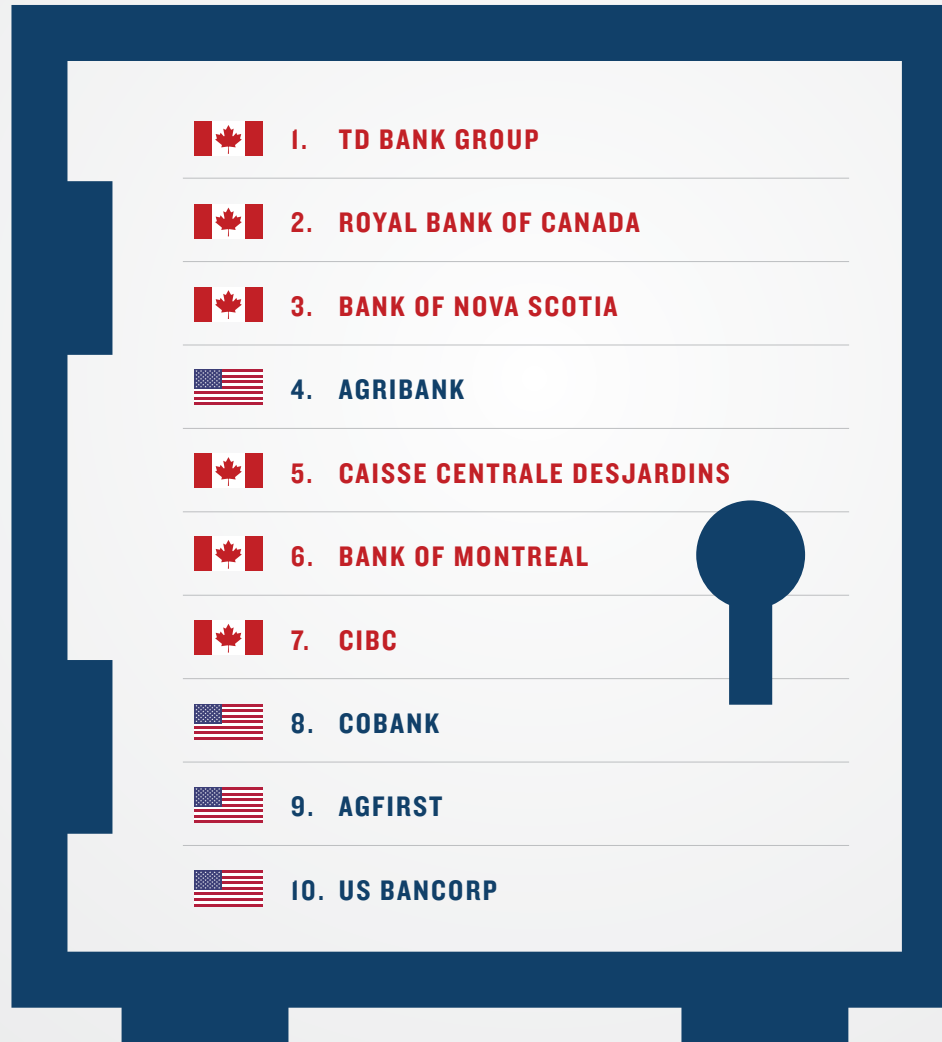 1. TD BANK GROUP
2. ROYAL BANK OF CANADA
3. BANK OF NOVA SCOTIA
4. AGRIBANK
5. CAISSE CENTRALE DESJARDINS
6. BANK OF MONTREAL
7. CIBC
8. COBANK
9. AGFIRST
10. US BANCORP